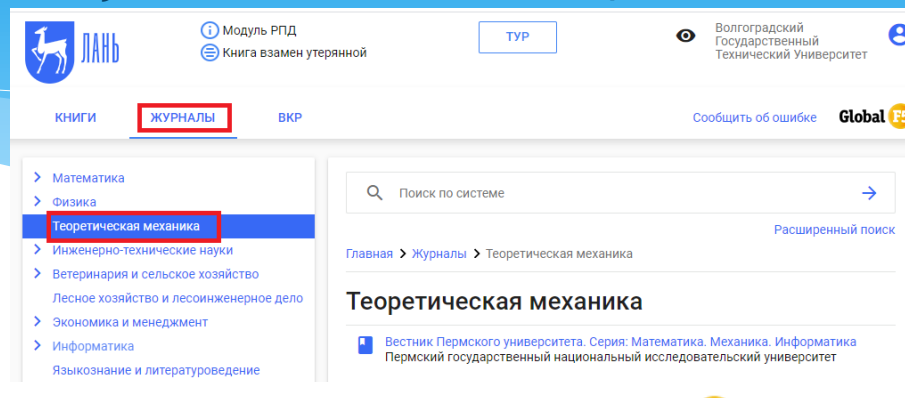 ЛАНЬ
Модуль РПД
Книга взамен утерянной
ТУР
Волгоградский
Государственный
Технический Университет
КНИГИ
ЖУРНАЛЫ
ВКР
Сообщить об ошибке
Global F5
Математика
Физика
Теоретическая механика
Инженерно-технические науки
Ветеринария и сельское хозяйство
Лесное хозяйство и лесоинженерное дело
Экономика и менеджмент
Информатика
Языкознание и литературоведение
Поиск по системе
Расширенный поиск
Главная > Журналы > Теоретическая механика
Теоретическая механика
Вестник Пермского университета. Серия: Математика. Механика. Информатика
Пермский государственный национальный исследовательский университет